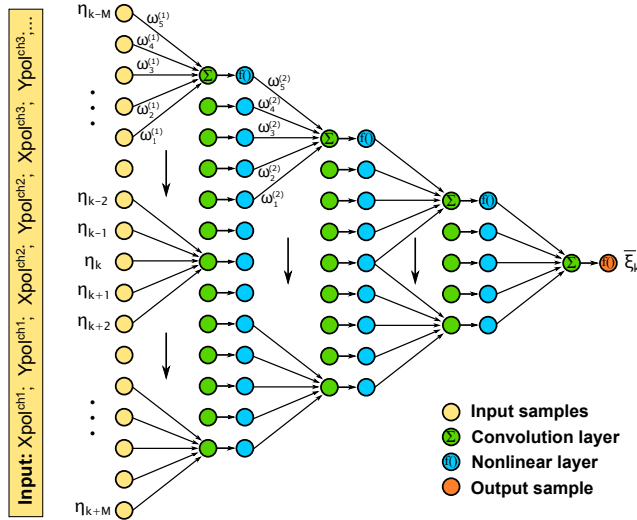 Input: Xpol^ch1; Ypol^ch1; Xpol^ch2; Ypol^ch2; Xpol^ch3; Ypol^ch3;...
η_k-M
η_k-2
η_k-1
η_k
η_k+1
η_k+2
η_k+M
ω_5^(1)
ω_4^(1)
ω_3^(1)
ω_2^(1)
ω_1^(1)
Σ
f()
ω_5^(2)
ω_4^(2)
ω_3^(2)
ω_2^(2)
ω_1^(2)
Σ
f()
Σ
f()
Σ
f()
ξ̅_k
Input samples
Σ Convolution layer
f() Nonlinear layer
Output sample